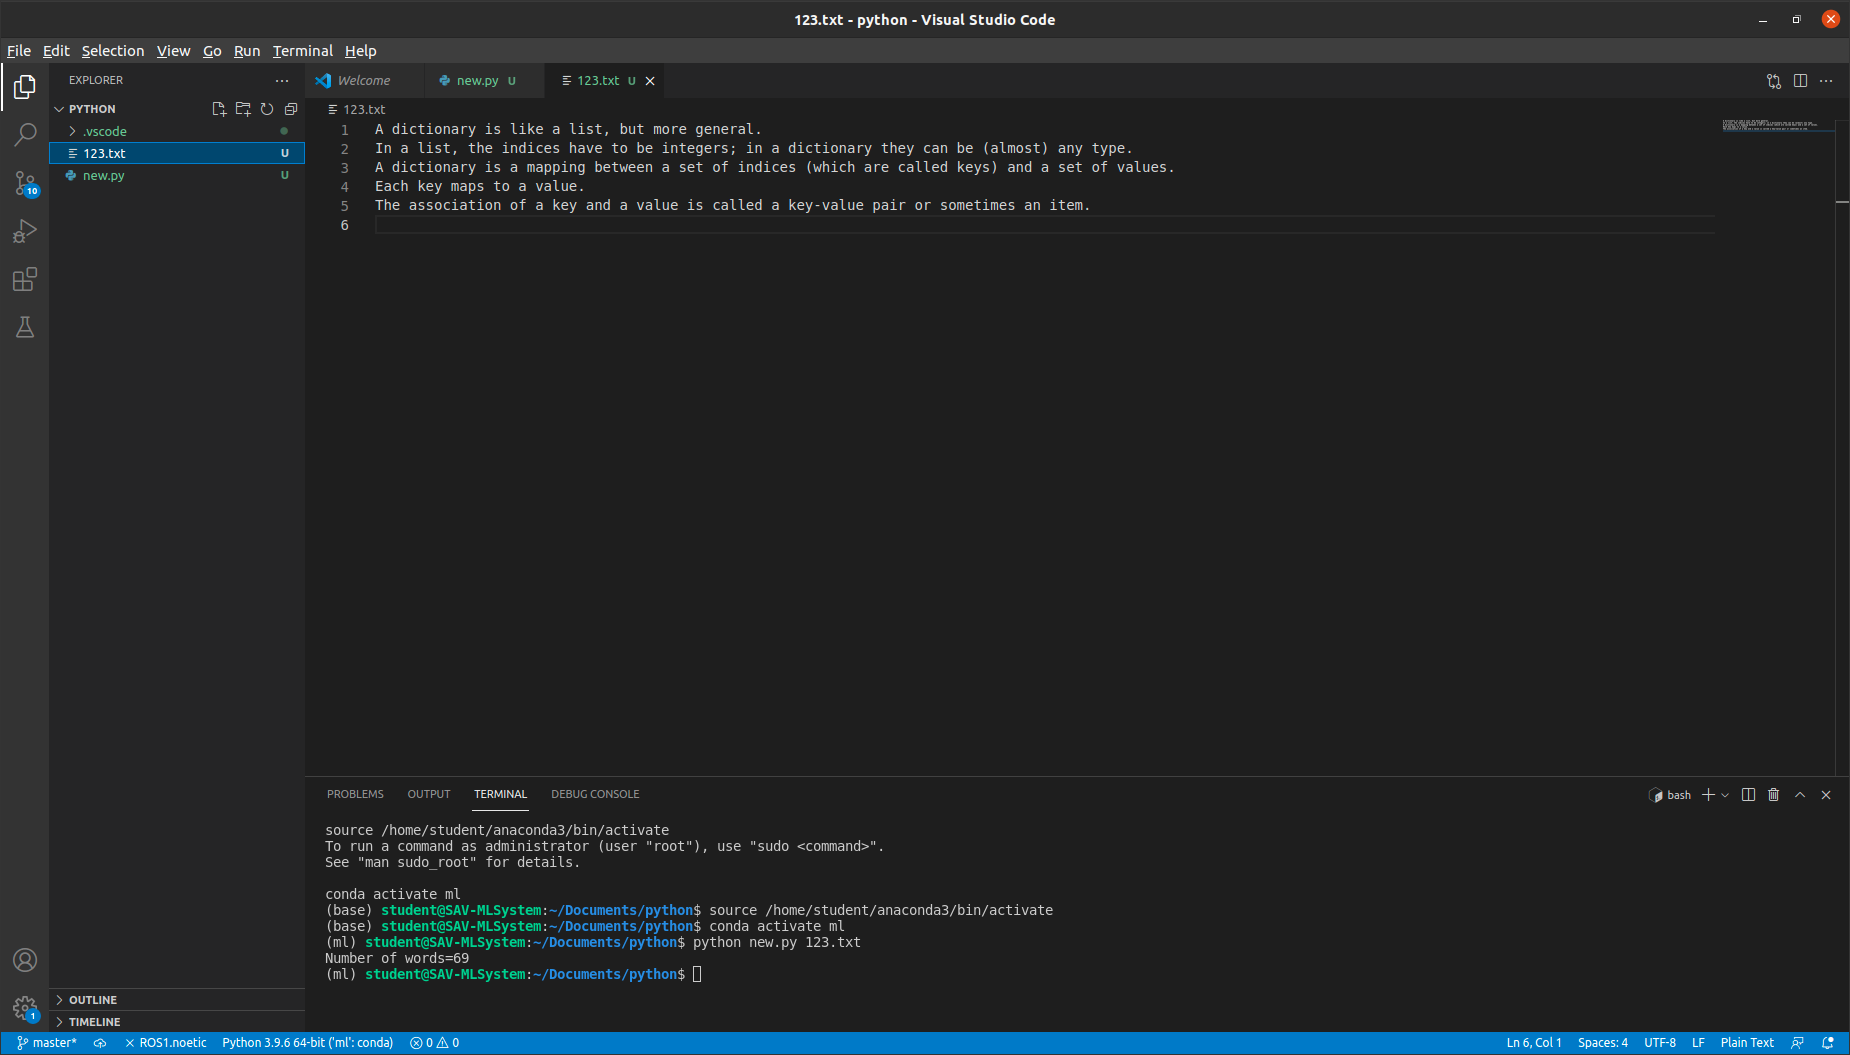 123.txt - python - Visual Studio Code
File Edit Selection View Go Run Terminal Help
EXPLORER
Welcome
new.py U
123.txt U
PYTHON
123.txt
.vscode
123.txt U
new.py U
10
1 A dictionary is like a list, but more general.
2 In a list, the indices have to be integers; in a dictionary they can be (almost) any type.
3 A dictionary is a mapping between a set of indices (which are called keys) and a set of values.
4 Each key maps to a value.
5 The association of a key and a value is called a key-value pair or sometimes an item.
6
PROBLEMS OUTPUT TERMINAL DEBUG CONSOLE
bash
source /home/student/anaconda3/bin/activate
To run a command as administrator (user "root"), use "sudo <command>".
See "man sudo_root" for details.
conda activate ml
(base) student@SAV-MLSystem:~/Documents/python$ source /home/student/anaconda3/bin/activate
(base) student@SAV-MLSystem:~/Documents/python$ conda activate ml
(ml) student@SAV-MLSystem:~/Documents/python$ python new.py 123.txt
Number of words=69
(ml) student@SAV-MLSystem:~/Documents/python$
OUTLINE
TIMELINE
1
master* ROS1.noetic Python 3.9.6 64-bit ('ml': conda) 0 0 Ln 6, Col 1 Spaces: 4 UTF-8 LF Plain Text